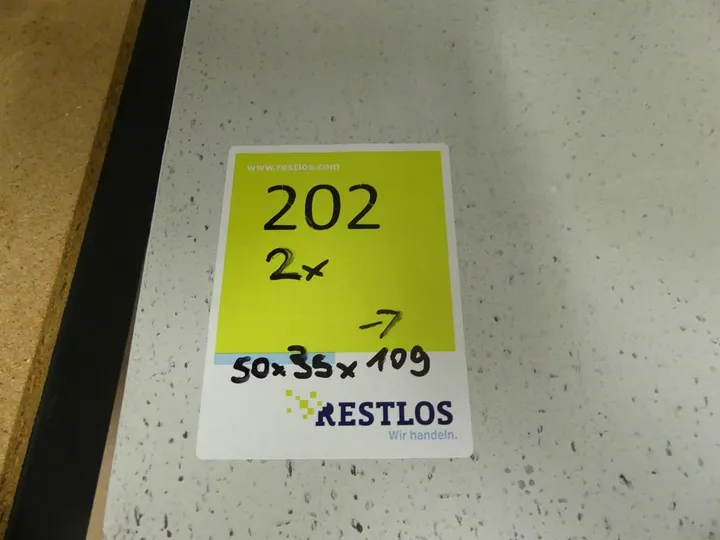 www.restlos.com
202
2x
→
50x35x109
RESTLOS
Wir handeln.